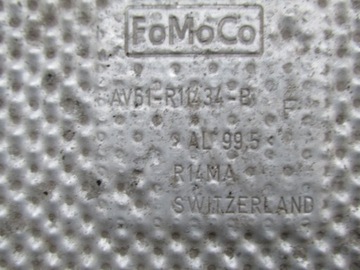 FoMoCo
AV61-R11434-B F
>AL 99.5<
R14MA
SWITZERLAND